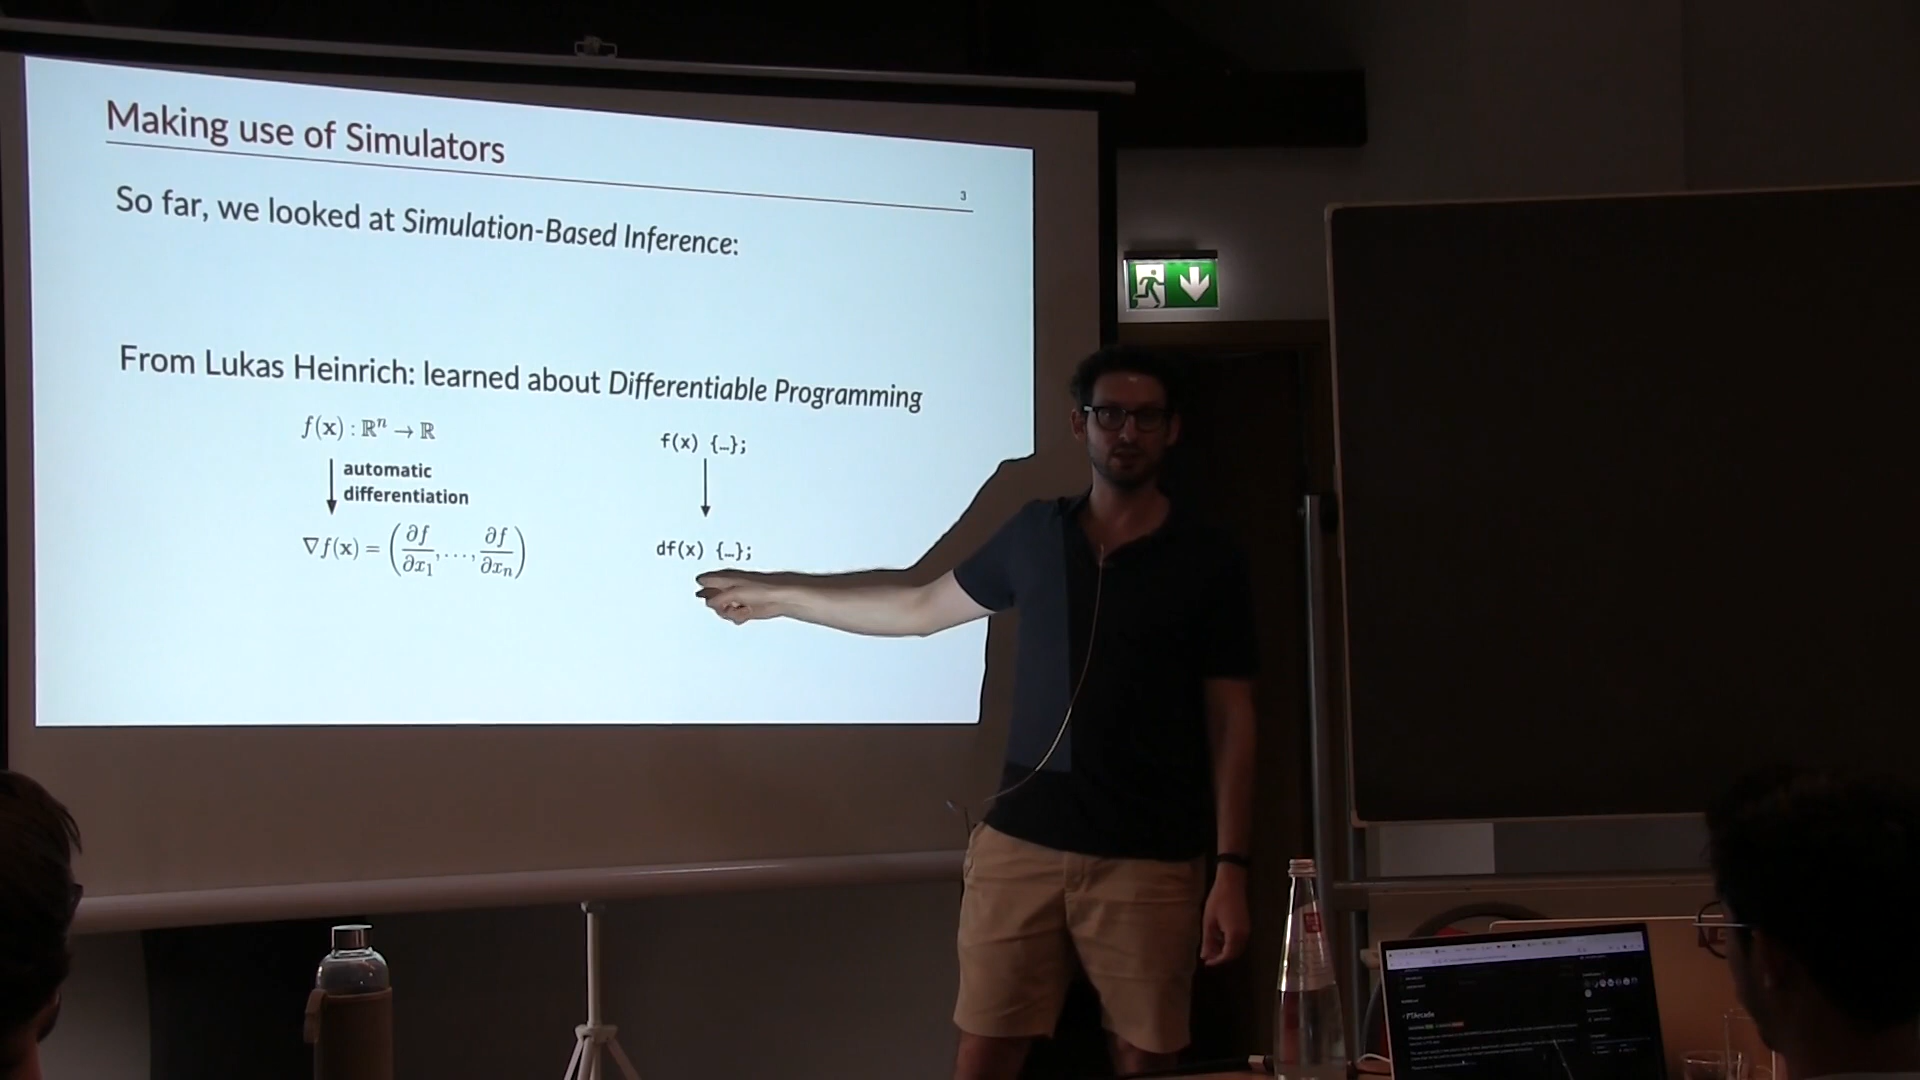 Making use of Simulators
3
So far, we looked at Simulation-Based Inference:
From Lukas Heinrich: learned about Differentiable Programming
f(x) : ℝⁿ → ℝ
f(x) {…};
automatic
differentiation
∇f(x) = (∂f/∂x₁, . . . , ∂f/∂xₙ)
df(x) {…};